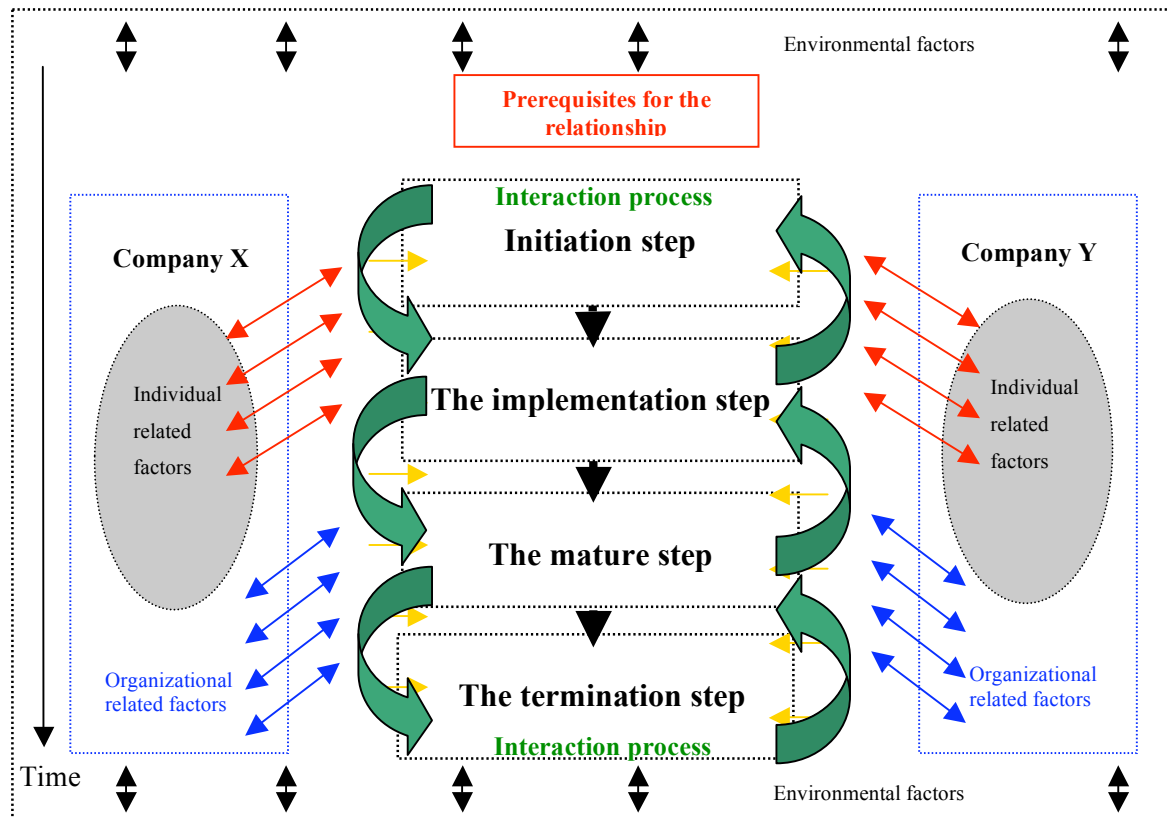 Environmental factors
Prerequisites for the
relationship
Interaction process
Initiation step
Company X
Company Y
Individual
related
factors
Individual
related
factors
The implementation step
The mature step
Organizational
related factors
Organizational
related factors
The termination step
Interaction process
Time
Environmental factors